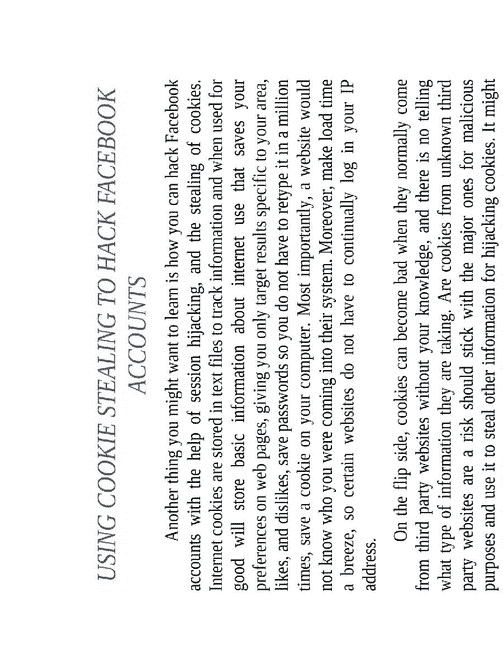 USING COOKIE STEALING TO HACK FACEBOOK
ACCOUNTS
Another thing you might want to learn is how you can hack Facebook
accounts with the help of session hijacking, and the stealing of cookies.
Internet cookies are stored in text files to track information and when used for
good will store basic information about internet use that saves your
preferences on web pages, giving you only target results specific to your area,
likes, and dislikes, save passwords so you do not have to retype it in a million
times, save a cookie on your computer. Most importantly, a website would
not know who you were coming into their system. Moreover, make load time
a breeze, so certain websites do not have to continually log in your IP
address.
On the flip side, cookies can become bad when they normally come
from third party websites without your knowledge, and there is no telling
what type of information they are taking. Are cookies from unknown third
party websites are a risk should stick with the major ones for malicious
purposes and use it to steal other information for hijacking cookies. It might